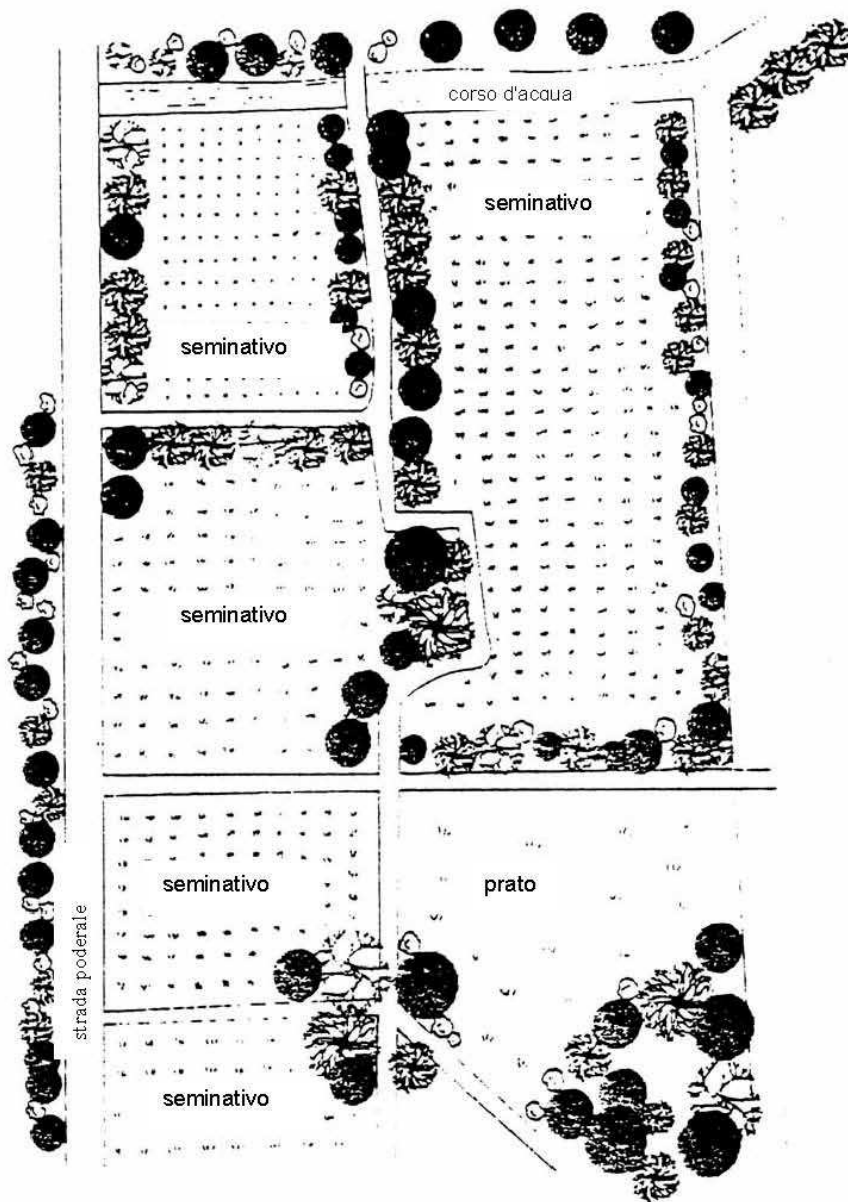 corso d'acqua
seminativo
seminativo
seminativo
seminativo
prato
strada poderale
seminativo